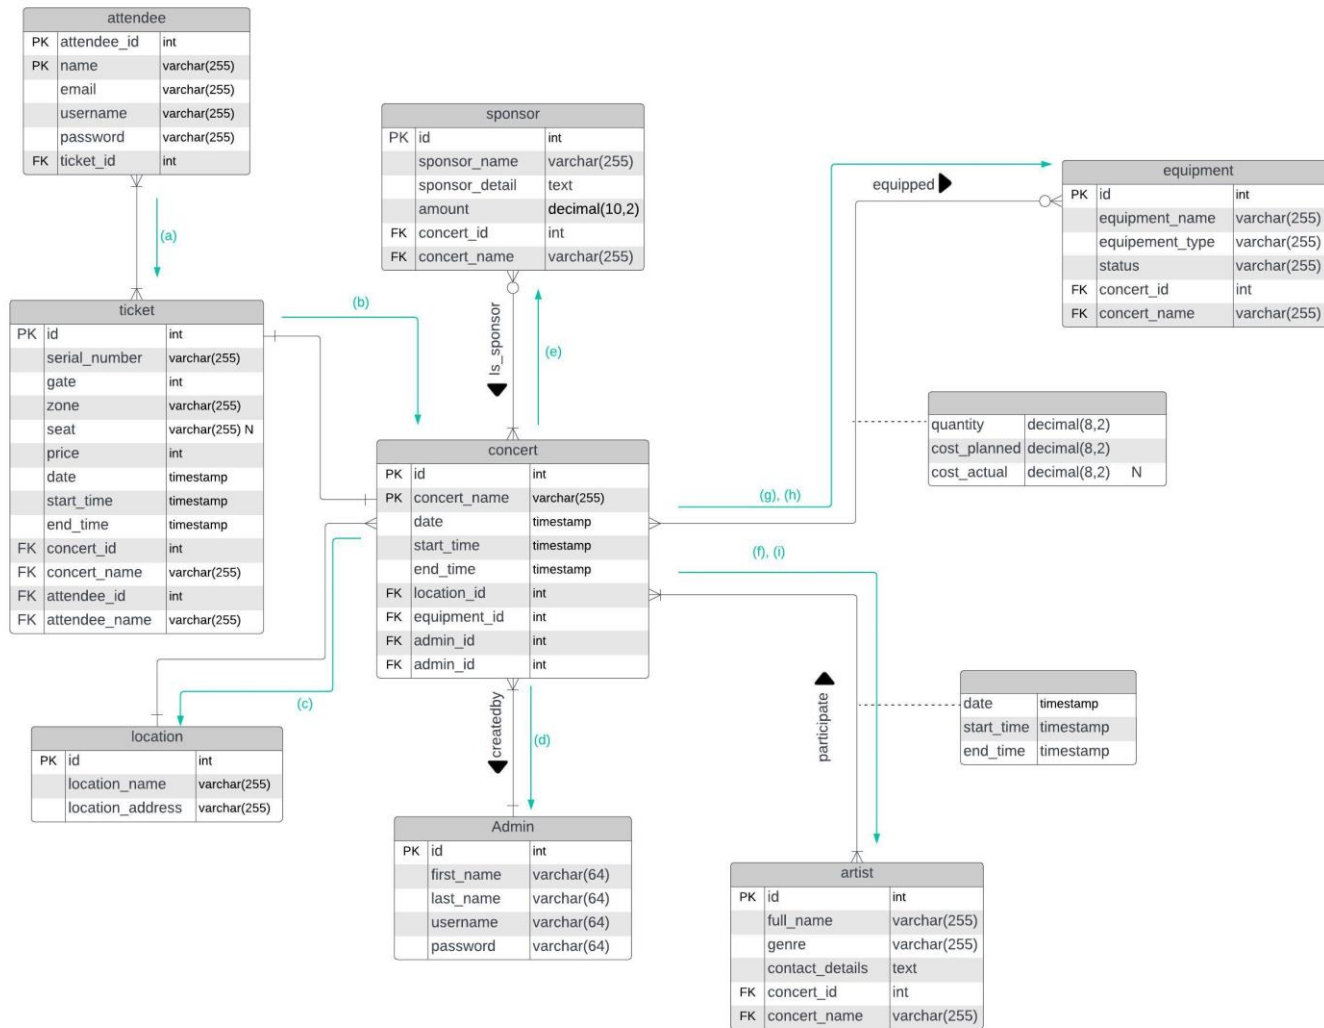 attendee
PK attendee_id int
PK name varchar(255)
email varchar(255)
username varchar(255)
password varchar(255)
FK ticket_id int
(a)
sponsor
PK id int
sponsor_name varchar(255)
sponsor_detail text
amount decimal(10,2)
FK concert_id int
FK concert_name varchar(255)
equipped
equipment
PK id int
equipment_name varchar(255)
equipement_type varchar(255)
status varchar(255)
FK concert_id int
FK concert_name varchar(255)
ticket
PK id int
serial_number varchar(255)
gate int
zone varchar(255)
seat varchar(255) N
price int
date timestamp
start_time timestamp
end_time timestamp
FK concert_id int
FK concert_name varchar(255)
FK attendee_id int
FK attendee_name varchar(255)
(b)
Is_sponsor
(e)
quantity decimal(8,2)
cost_planned decimal(8,2)
cost_actual decimal(8,2) N
concert
PK id int
PK concert_name varchar(255)
date timestamp
start_time timestamp
end_time timestamp
FK location_id int
FK equipment_id int
FK admin_id int
FK admin_id int
(g), (h)
(f), (i)
(c)
createdby
(d)
participate
date timestamp
start_time timestamp
end_time timestamp
location
PK id int
location_name varchar(255)
location_address varchar(255)
Admin
PK id int
first_name varchar(64)
last_name varchar(64)
username varchar(64)
password varchar(64)
artist
PK id int
full_name varchar(255)
genre varchar(255)
contact_details text
FK concert_id int
FK concert_name varchar(255)